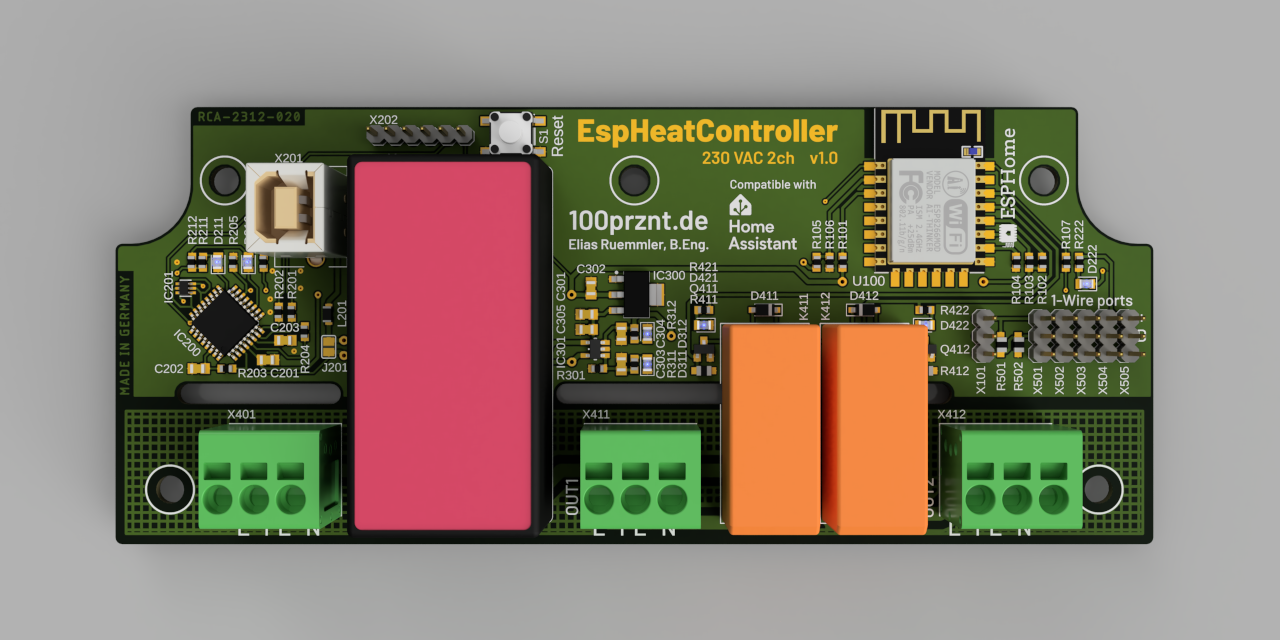 RCA-2312-020
X202
S1
Reset
EspHeatController
230 VAC 2ch v1.0
Compatible with
Home
Assistant
100prznt.de
Elias Ruemmler, B.Eng.
ESPHome
Ai
WiFi
FC
U100
X201
R212
R211
D211
R205
IC201
IC200
R202
R201
C203
L201
R204
J201
C202
R203
C201
MADE IN GERMANY
C302
IC300
C301
C305
IC301
R301
R312
C304
D312
C303
R311
D311
R421
D421
Q411
R411
D411
K411
K412
D412
R105
R106
R101
R104
R103
R102
R107
R222
D222
1-Wire ports
R422
D422
Q412
R412
X101
R501
R502
X501
X502
X503
X504
X505
X401
X411
X412
OUT1